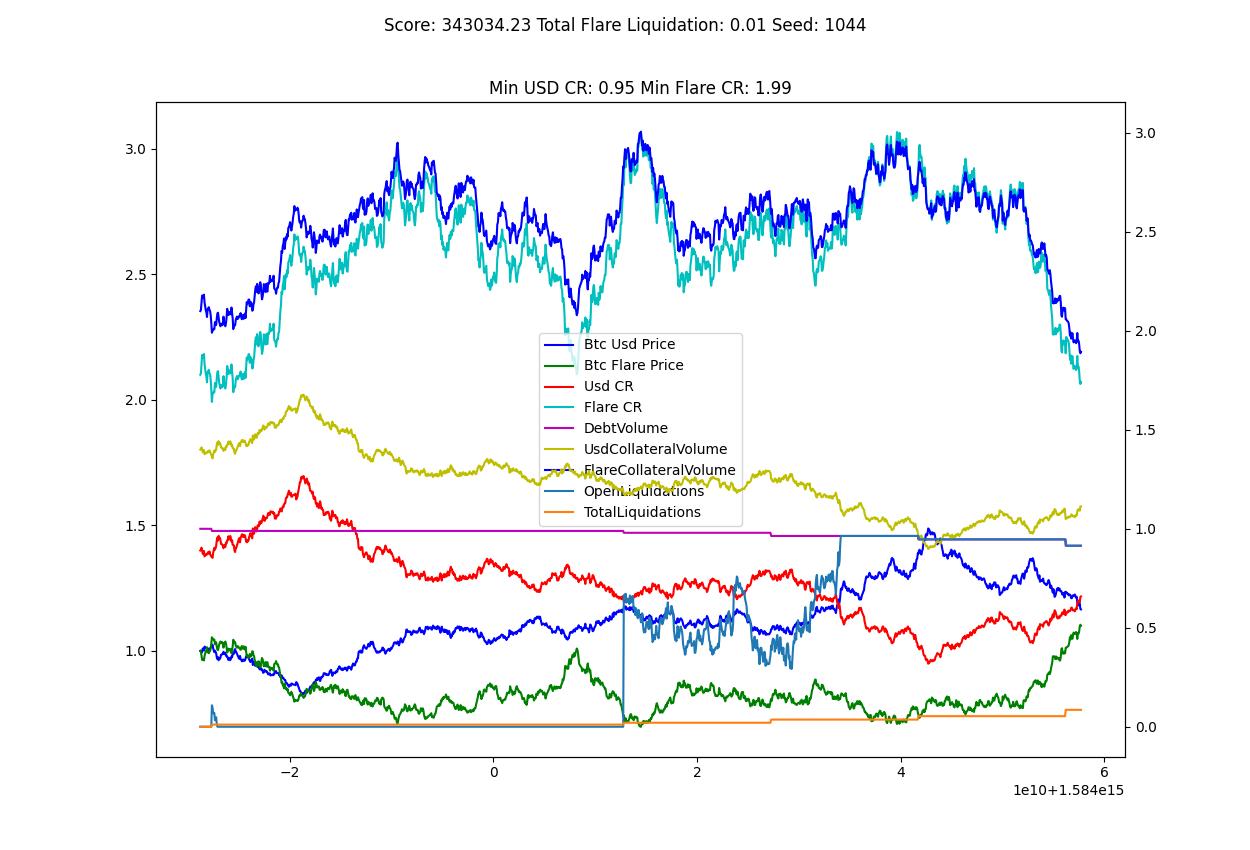 Score: 343034.23 Total Flare Liquidation: 0.01 Seed: 1044
Min USD CR: 0.95 Min Flare CR: 1.99
3.0
2.5
2.0
1.5
1.0
3.0
2.5
2.0
1.5
1.0
0.5
0.0
Btc Usd Price
Btc Flare Price
Usd CR
Flare CR
DebtVolume
UsdCollateralVolume
FlareCollateralVolume
OpenLiquidations
TotalLiquidations
−2 0 2 4 6
1e10+1.584e15